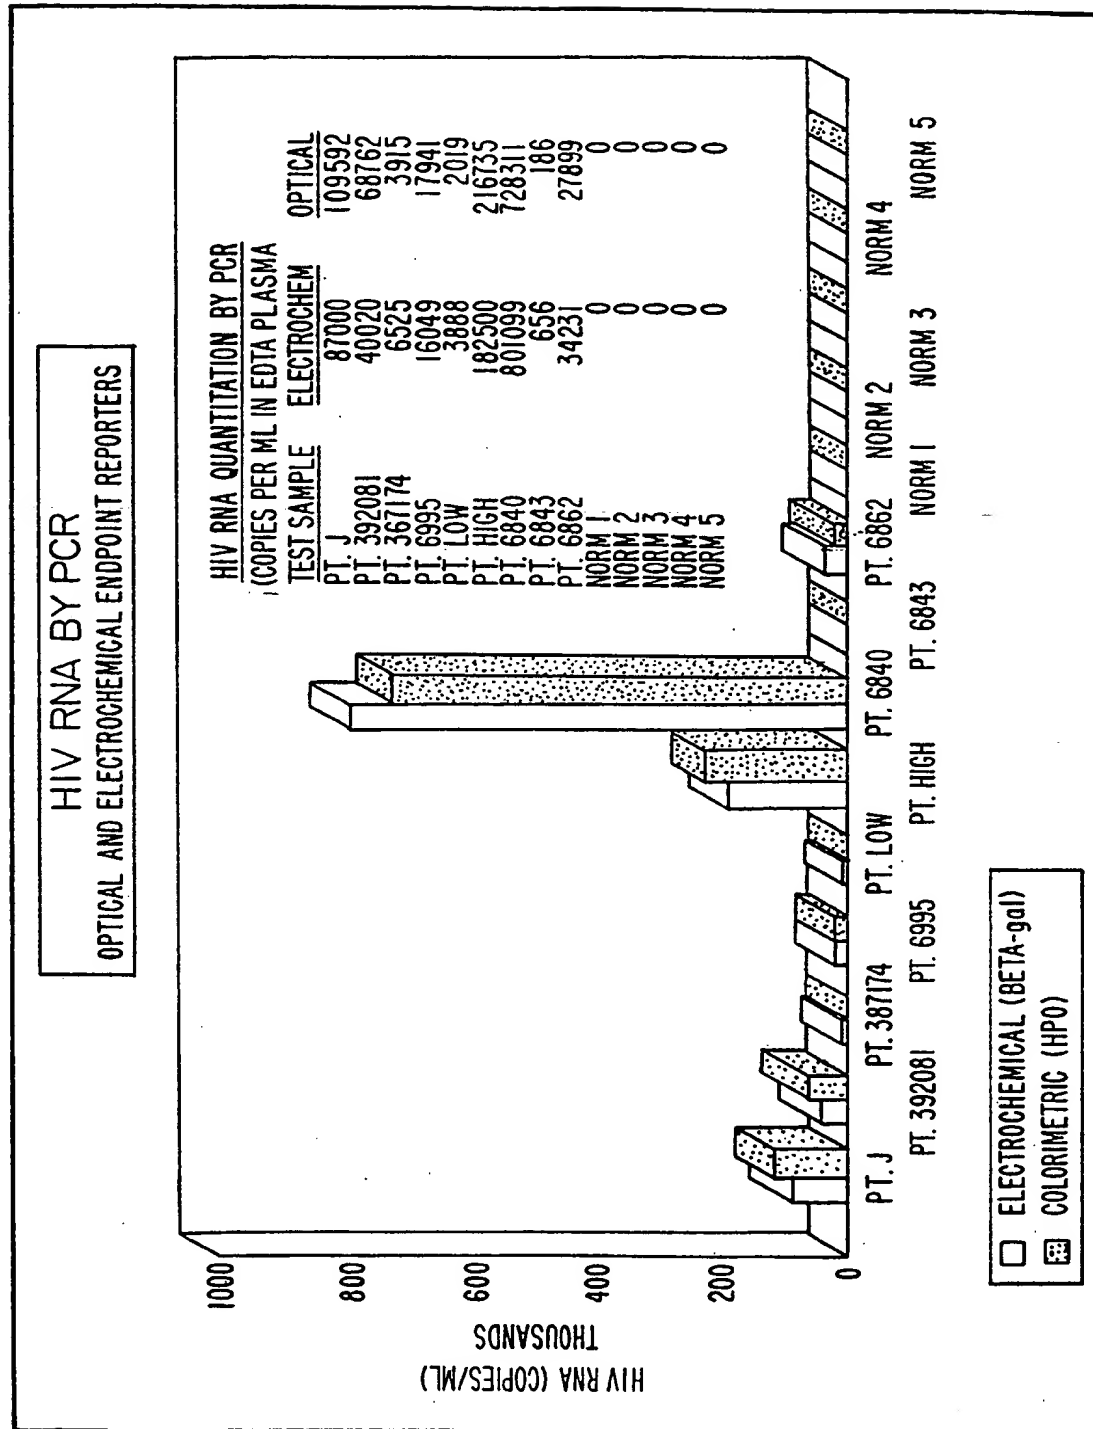 HIV RNA BY PCR
OPTICAL AND ELECTROCHEMICAL ENDPOINT REPORTERS
HIV RNA QUANTITATION BY PCR
(COPIES PER ML IN EDTA PLASMA
TEST SAMPLE ELECTROCHEM OPTICAL
PT. J 87000 109592
PT. 392081 40020 68762
PT. 367174 6525 3915
PT. 6995 16049 17941
PT. LOW 3888 2019
PT. HIGH 182500 216735
PT. 6840 801099 728311
PT. 6843 656 186
PT. 6862 34231 27899
NORM 1 0 0
NORM 2 0 0
NORM 3 0 0
NORM 4 0 0
NORM 5 0 0
HIV RNA (COPIES/ML)
THOUSANDS
1000
800
600
400
200
0
PT. J
PT. 392081
PT. 387174
PT. 6995
PT. LOW
PT. HIGH
PT. 6840
PT. 6843
PT. 6862
NORM 1
NORM 2
NORM 3
NORM 4
NORM 5
ELECTROCHEMICAL (BETA-gal)
COLORIMETRIC (HPO)